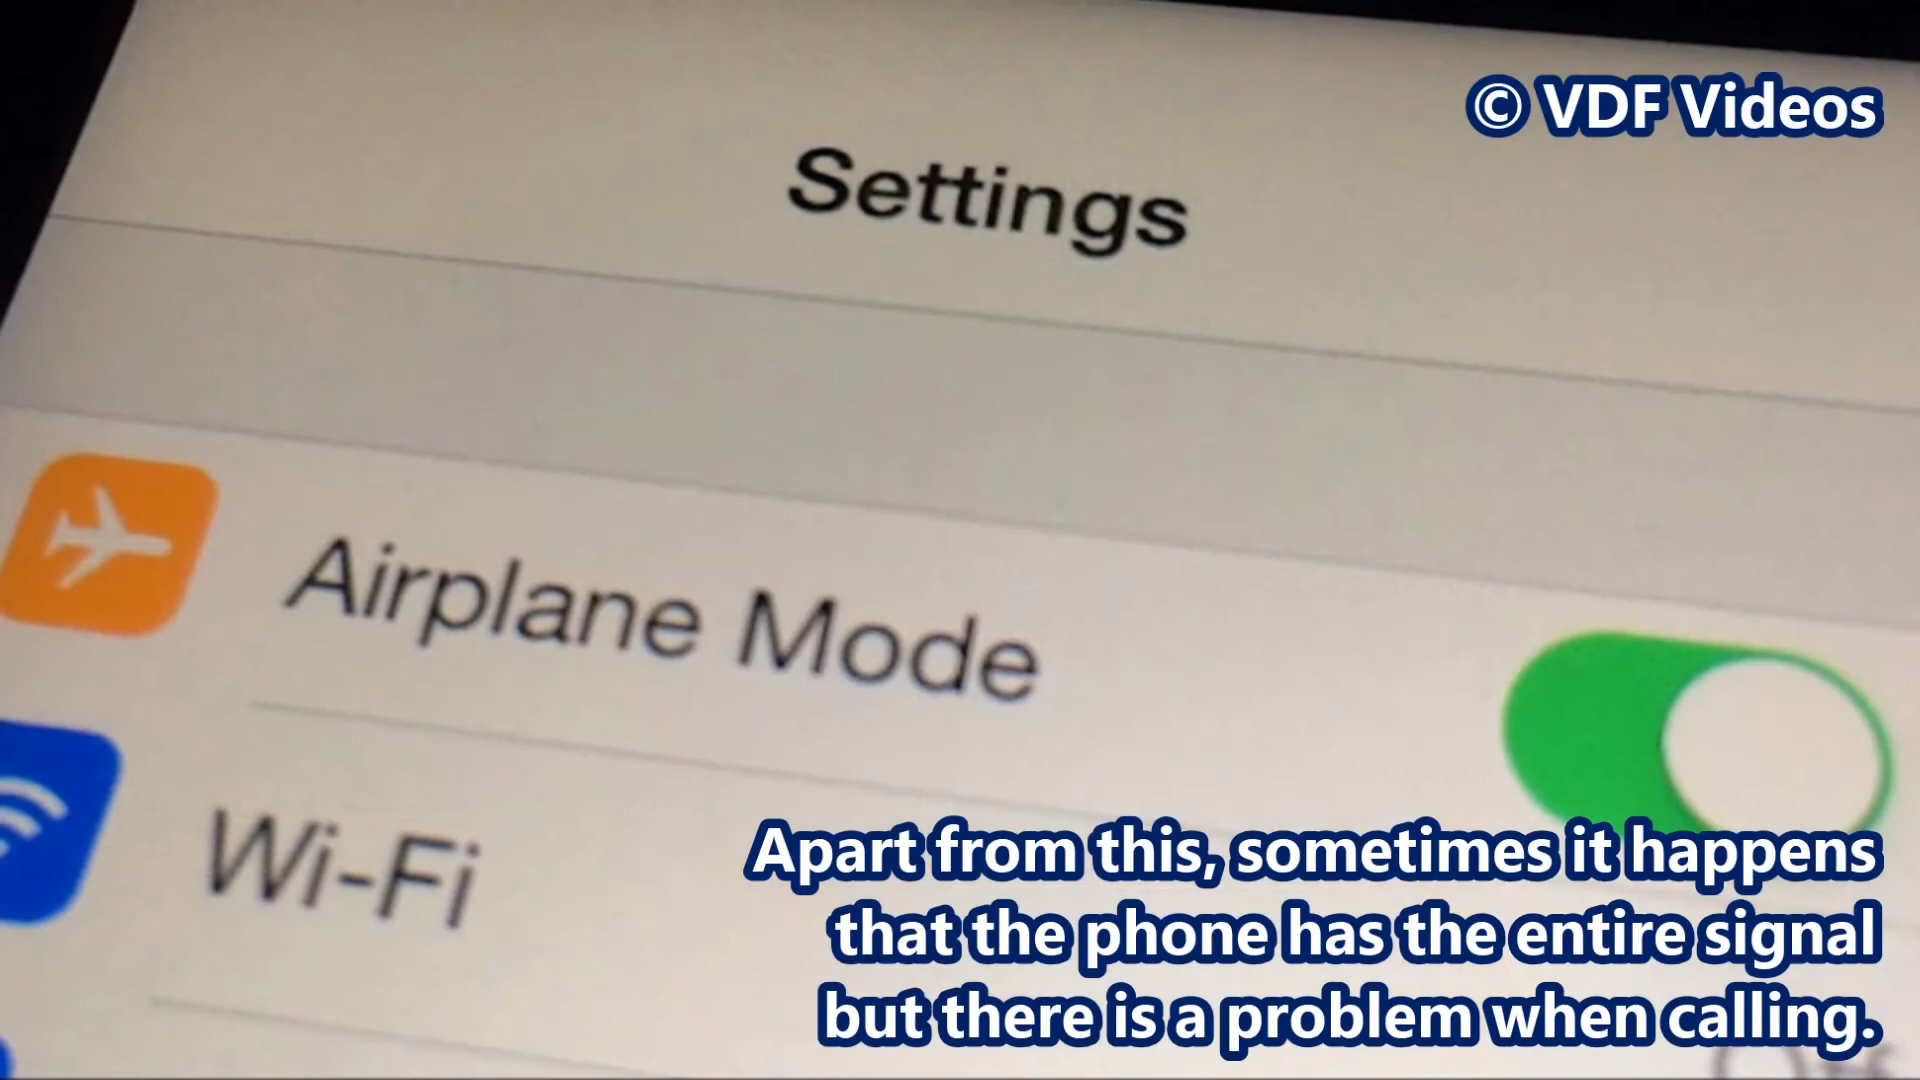 © VDF Videos
Settings
Airplane Mode
Wi-Fi
Apart from this, sometimes it happens
that the phone has the entire signal
but there is a problem when calling.